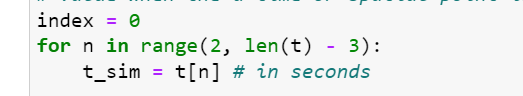 index = 0
for n in range(2, len(t) - 3):
t_sim = t[n] # in seconds